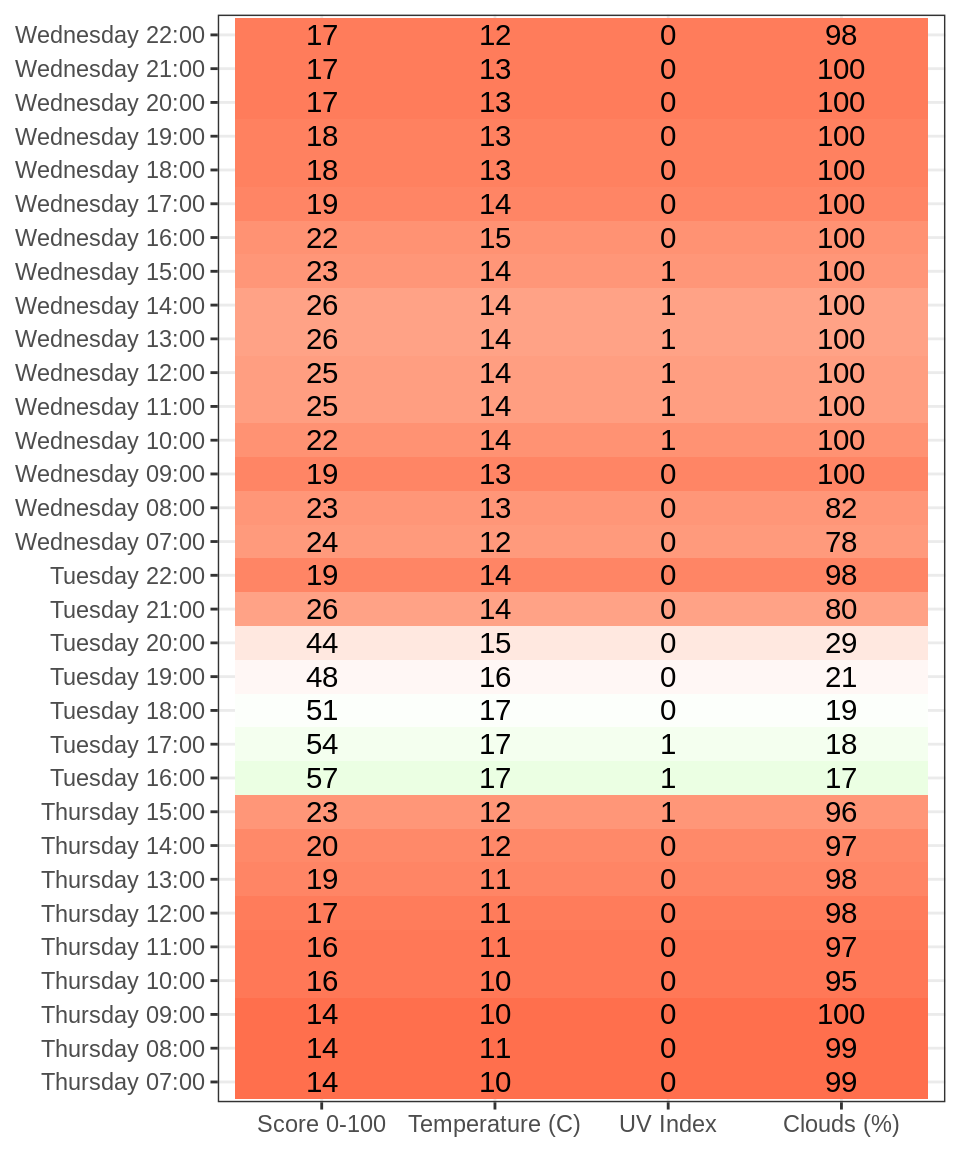 Wednesday 22:00 17 12 0 98
Wednesday 21:00 17 13 0 100
Wednesday 20:00 17 13 0 100
Wednesday 19:00 18 13 0 100
Wednesday 18:00 18 13 0 100
Wednesday 17:00 19 14 0 100
Wednesday 16:00 22 15 0 100
Wednesday 15:00 23 14 1 100
Wednesday 14:00 26 14 1 100
Wednesday 13:00 26 14 1 100
Wednesday 12:00 25 14 1 100
Wednesday 11:00 25 14 1 100
Wednesday 10:00 22 14 1 100
Wednesday 09:00 19 13 0 100
Wednesday 08:00 23 13 0 82
Wednesday 07:00 24 12 0 78
Tuesday 22:00 19 14 0 98
Tuesday 21:00 26 14 0 80
Tuesday 20:00 44 15 0 29
Tuesday 19:00 48 16 0 21
Tuesday 18:00 51 17 0 19
Tuesday 17:00 54 17 1 18
Tuesday 16:00 57 17 1 17
Thursday 15:00 23 12 1 96
Thursday 14:00 20 12 0 97
Thursday 13:00 19 11 0 98
Thursday 12:00 17 11 0 98
Thursday 11:00 16 11 0 97
Thursday 10:00 16 10 0 95
Thursday 09:00 14 10 0 100
Thursday 08:00 14 11 0 99
Thursday 07:00 14 10 0 99
Score 0-100 Temperature (C) UV Index Clouds (%)